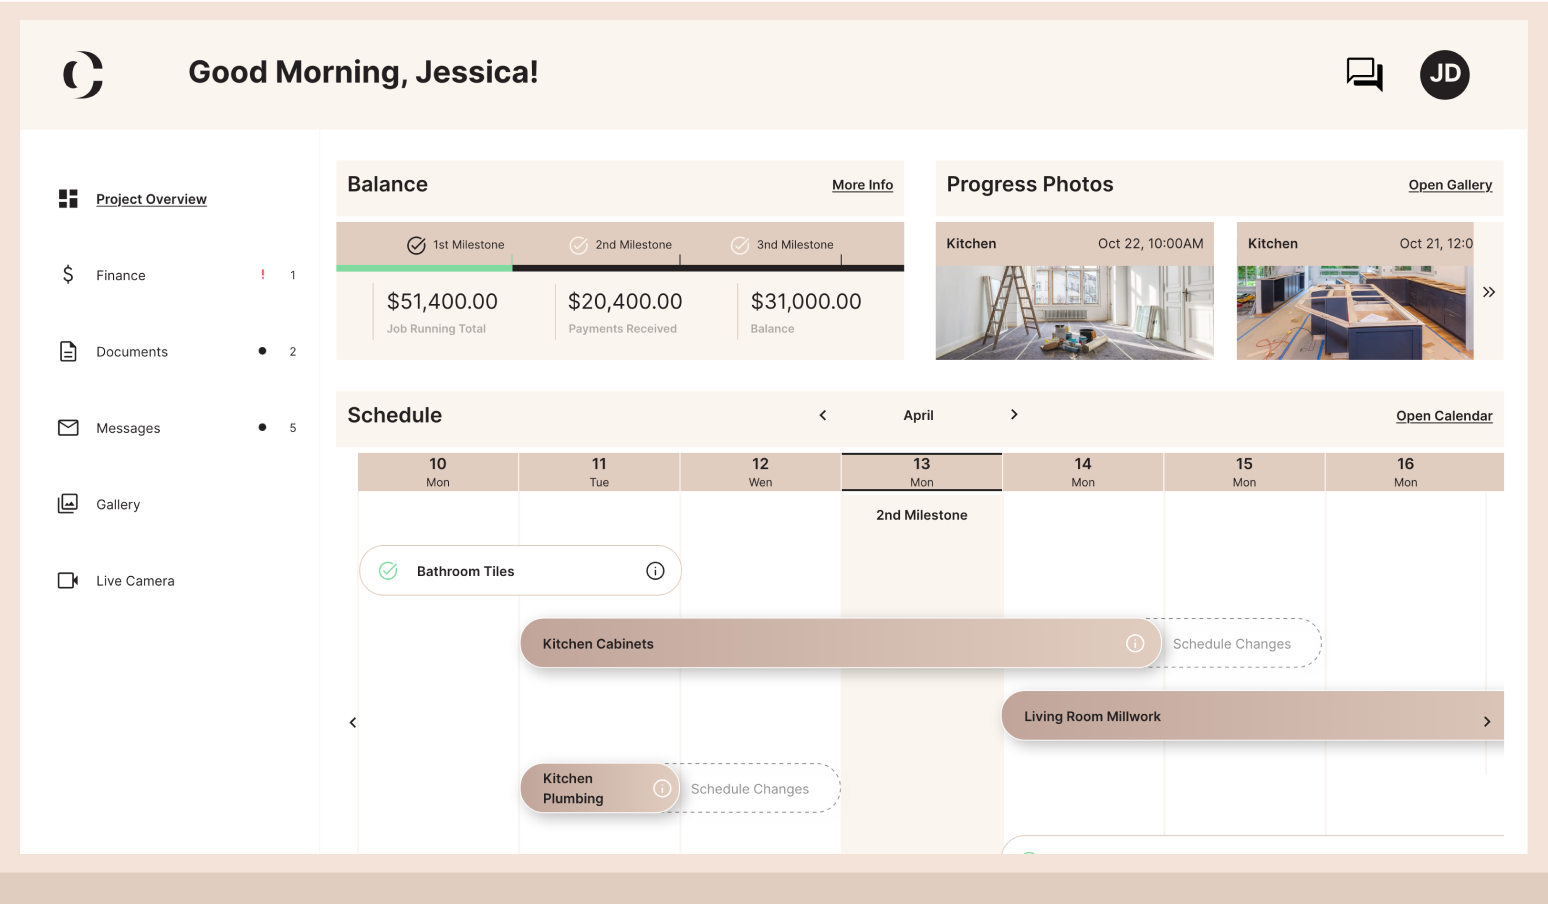 Good Morning, Jessica!
JD
Project Overview
Finance ! 1
Documents 2
Messages 5
Gallery
Live Camera
Balance
More Info
1st Milestone
2nd Milestone
3nd Milestone
$51,400.00
Job Running Total
$20,400.00
Payments Received
$31,000.00
Balance
Progress Photos
Open Gallery
Kitchen
Oct 22, 10:00AM
Kitchen
Oct 21, 12:0
Schedule
April
Open Calendar
10
Mon
11
Tue
12
Wen
13
Mon
14
Mon
15
Mon
16
Mon
2nd Milestone
Bathroom Tiles
Kitchen Cabinets
Schedule Changes
Living Room Millwork
Kitchen
Plumbing
Schedule Changes